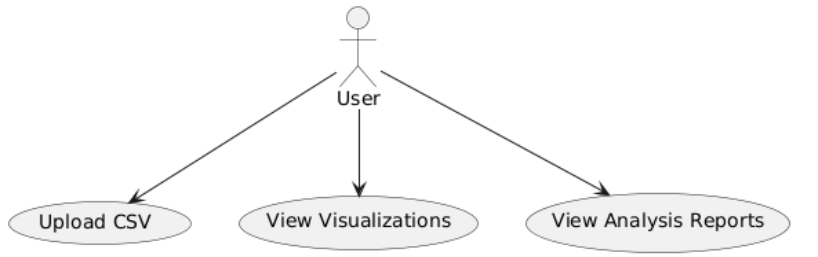 User
Upload CSV
View Visualizations
View Analysis Reports